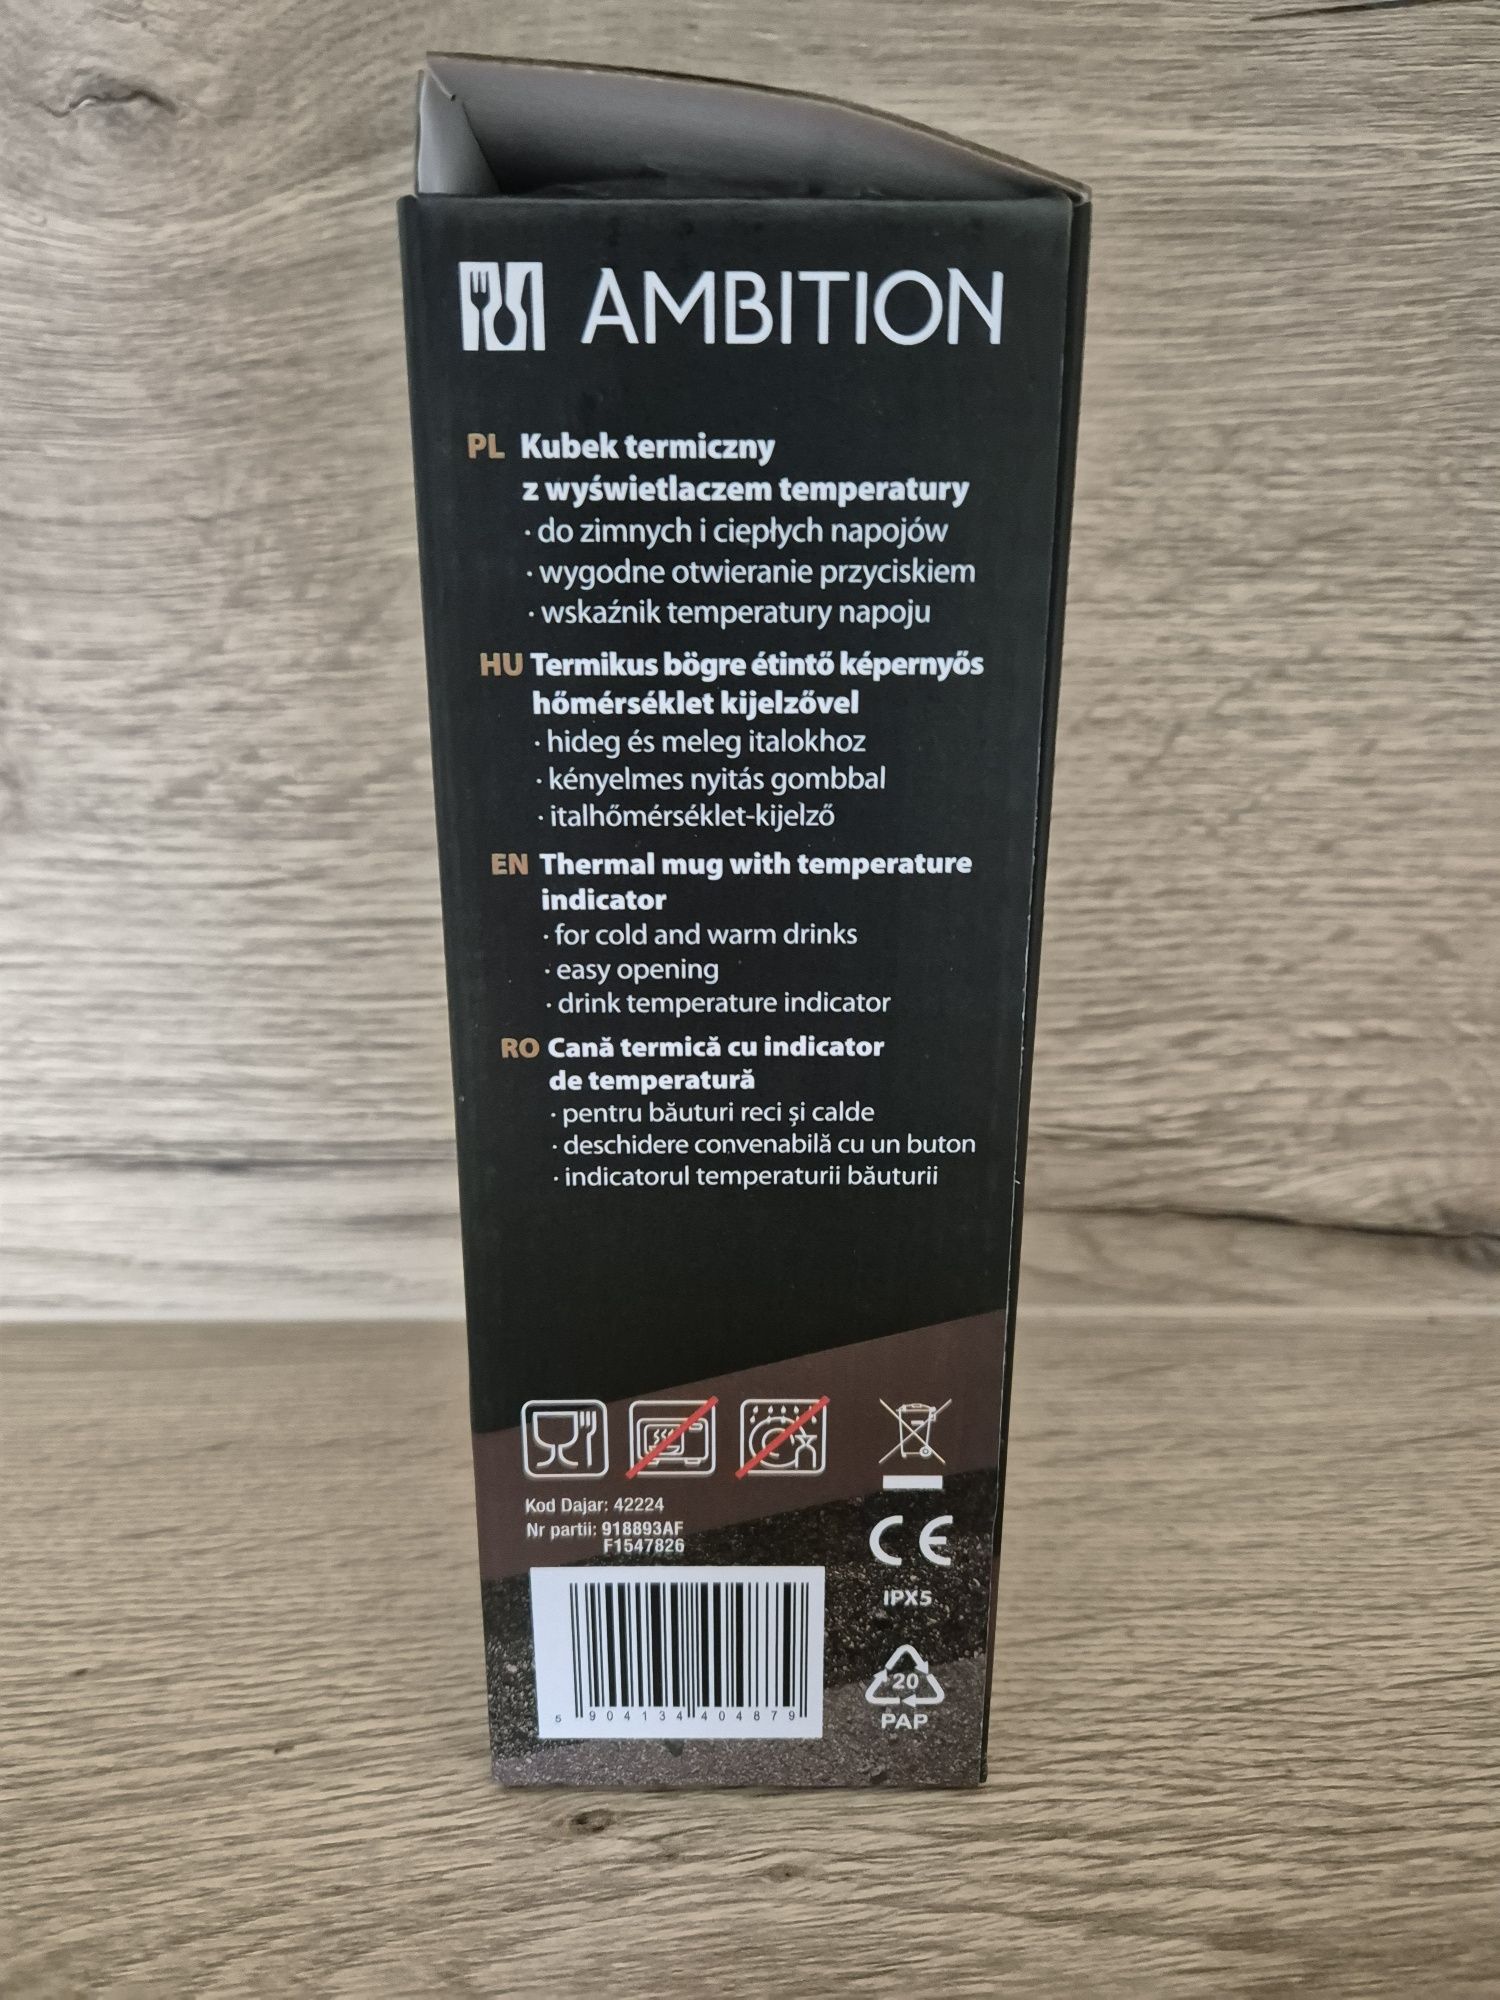 AMBITION
PL Kubek termiczny
z wyświetlaczem temperatury
· do zimnych i ciepłych napojów
· wygodne otwieranie przyciskiem
· wskaźnik temperatury napoju
HU Termikus bögre étintő képernyős
hőmérséklet kijelzővel
· hideg és meleg italokhoz
· kényelmes nyitás gombbal
· italhőmérséklet-kijelző
EN Thermal mug with temperature
indicator
· for cold and warm drinks
· easy opening
· drink temperature indicator
RO Cană termică cu indicator
de temperatură
· pentru băuturi reci și calde
· deschidere convenabilă cu un buton
· indicatorul temperaturii băuturii
Kod Dajar: 42224
Nr partii: 918893AF
F1547826
CE
IPX5
20
PAP
5 904134 404879